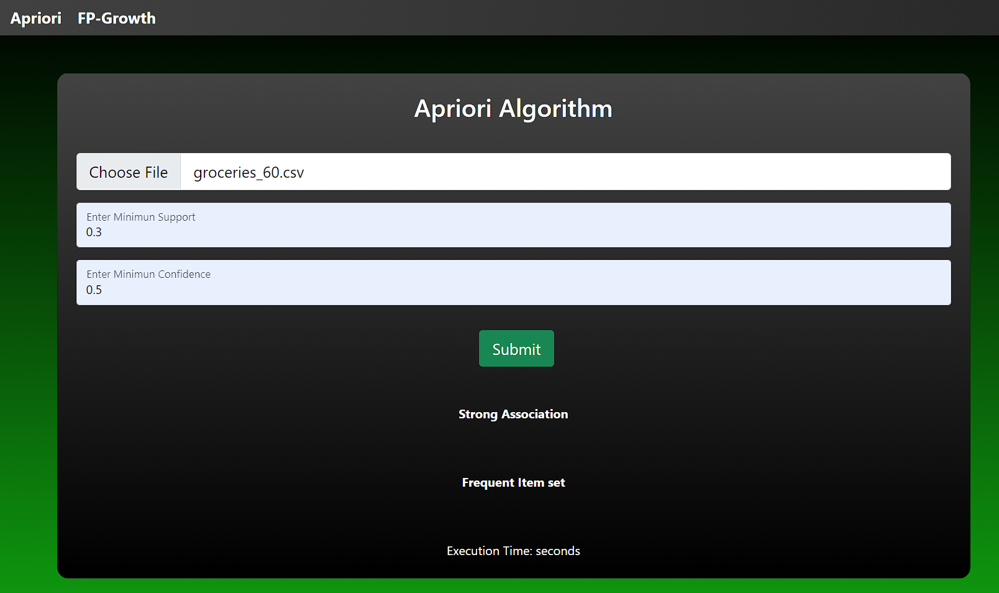 Apriori FP-Growth
Apriori Algorithm
Choose File groceries_60.csv
Enter Minimun Support
0.3
Enter Minimun Confidence
0.5
Submit
Strong Association
Frequent Item set
Execution Time: seconds